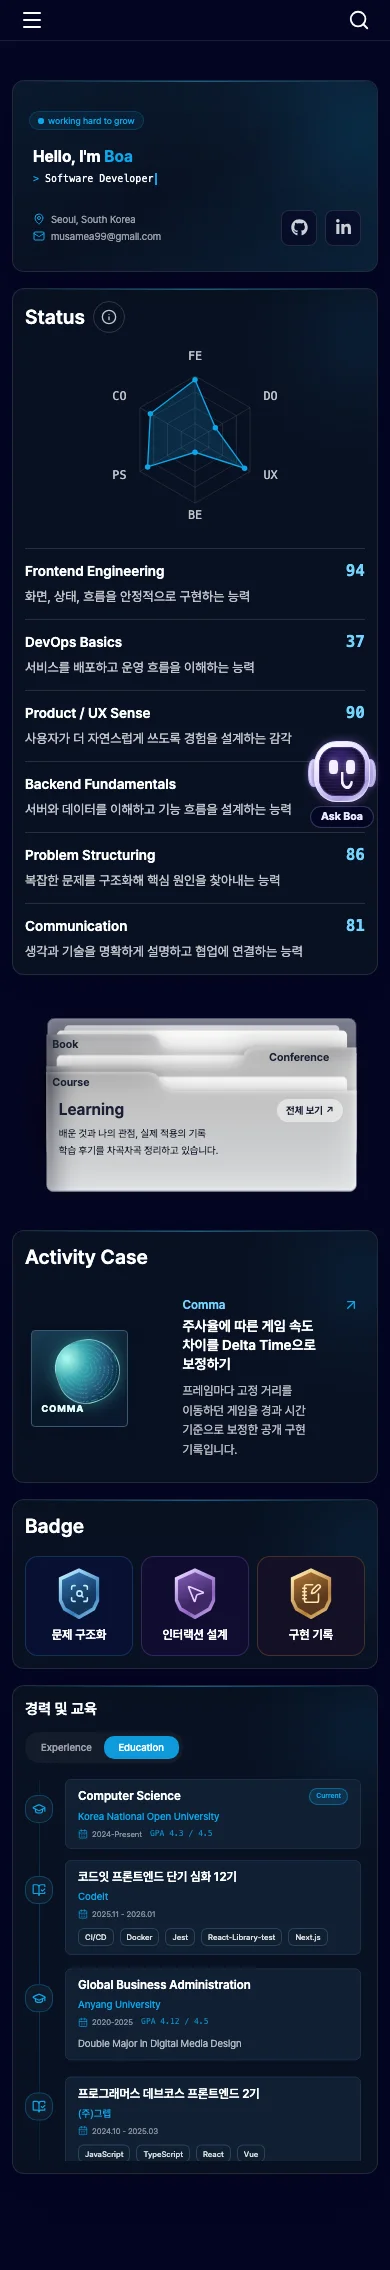 working hard to grow
Hello, I'm Boa
> Software Developer
Seoul, South Korea
musamea99@gmail.com
Status
FE
DO
UX
BE
PS
CO
Frontend Engineering 94
화면, 상태, 흐름을 안정적으로 구현하는 능력
DevOps Basics 37
서비스를 배포하고 운영 흐름을 이해하는 능력
Product / UX Sense 90
사용자가 더 자연스럽게 쓰도록 경험을 설계하는 감각
Backend Fundamentals
서버와 데이터를 이해하고 기능 흐름을 설계하는 능력
Ask Boa
Problem Structuring 86
복잡한 문제를 구조화해 핵심 원인을 찾아내는 능력
Communication 81
생각과 기술을 명확하게 설명하고 협업에 연결하는 능력
Book
Conference
Course
Learning
전체 보기 ↗
배운 것과 나의 관점, 실제 적용의 기록
학습 후기를 차곡차곡 정리하고 있습니다.
Activity Case
COMMA
Comma
주사율에 따른 게임 속도
차이를 Delta Time으로
보정하기
프레임마다 고정 거리를
이동하던 게임을 경과 시간
기준으로 보정한 공개 구현
기록입니다.
Badge
문제 구조화
인터랙션 설계
구현 기록
경력 및 교육
Experience Education
Computer Science Current
Korea National Open University
2024-Present GPA 4.3 / 4.5
코드잇 프론트엔드 단기 심화 12기
Codeit
2025.11 - 2026.01
CI/CD Docker Jest React-Library-test Next.js
Global Business Administration
Anyang University
2020-2025 GPA 4.12 / 4.5
Double Major in Digital Media Design
프로그래머스 데브코스 프론트엔드 2기
(주)그렙
2024.10 - 2025.03
JavaScript TypeScript React Vue